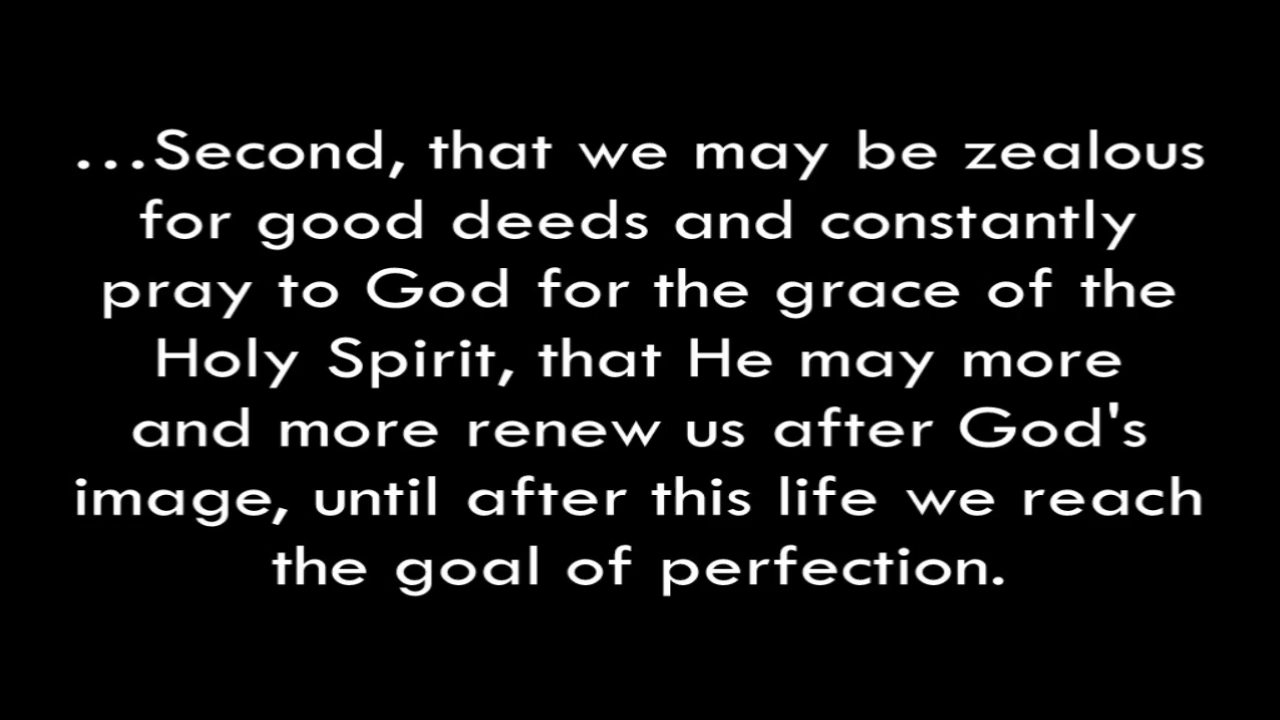 ...Second, that we may be zealous
for good deeds and constantly
pray to God for the grace of the
Holy Spirit, that He may more
and more renew us after God's
image, until after this life we reach
the goal of perfection.